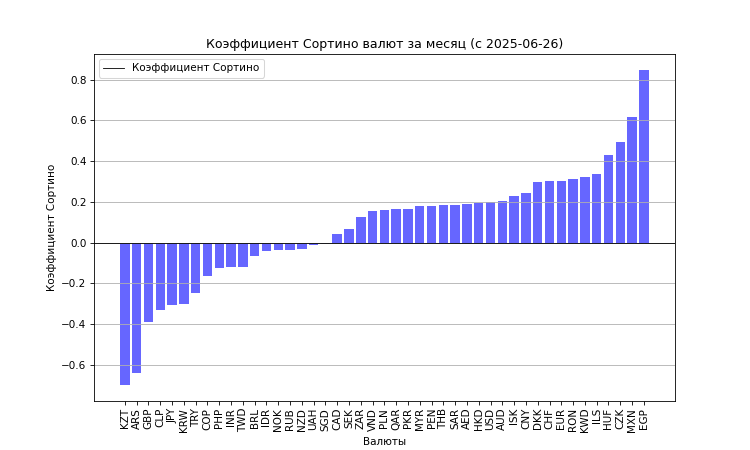 Коэффициент Сортино валют за месяц (с 2025-06-26)
Коэффициент Сортино
0.8
0.6
0.4
0.2
0.0
−0.2
−0.4
−0.6
Коэффициент Сортино
KZT ARS GBP CLP JPY KRW TRY COP PHP INR TWD BRL IDR NOK RUB NZD UAH SGD CAD SEK ZAR VND PLN QAR PKR MYR PEN THB SAR AED HKD USD AUD ISK CNY DKK CHF EUR RON KWD ILS HUF CZK MXN EGP
Валюты